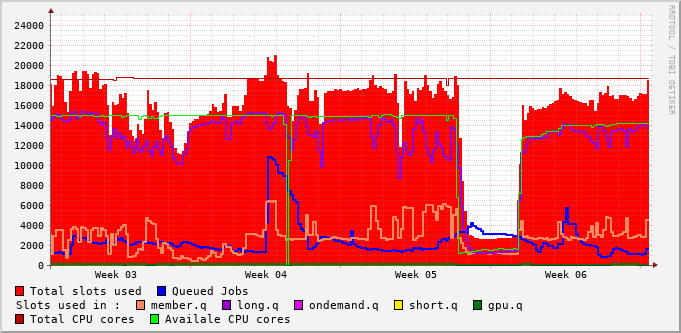 24000
22000
20000
18000
16000
14000
12000
10000
8000
6000
4000
2000
0
Week 03 Week 04 Week 05 Week 06
RRDTOOL / TOBI OETIKER
Total slots used Queued Jobs
Slots used in : member.q long.q ondemand.q short.q gpu.q
Total CPU cores Availale CPU cores